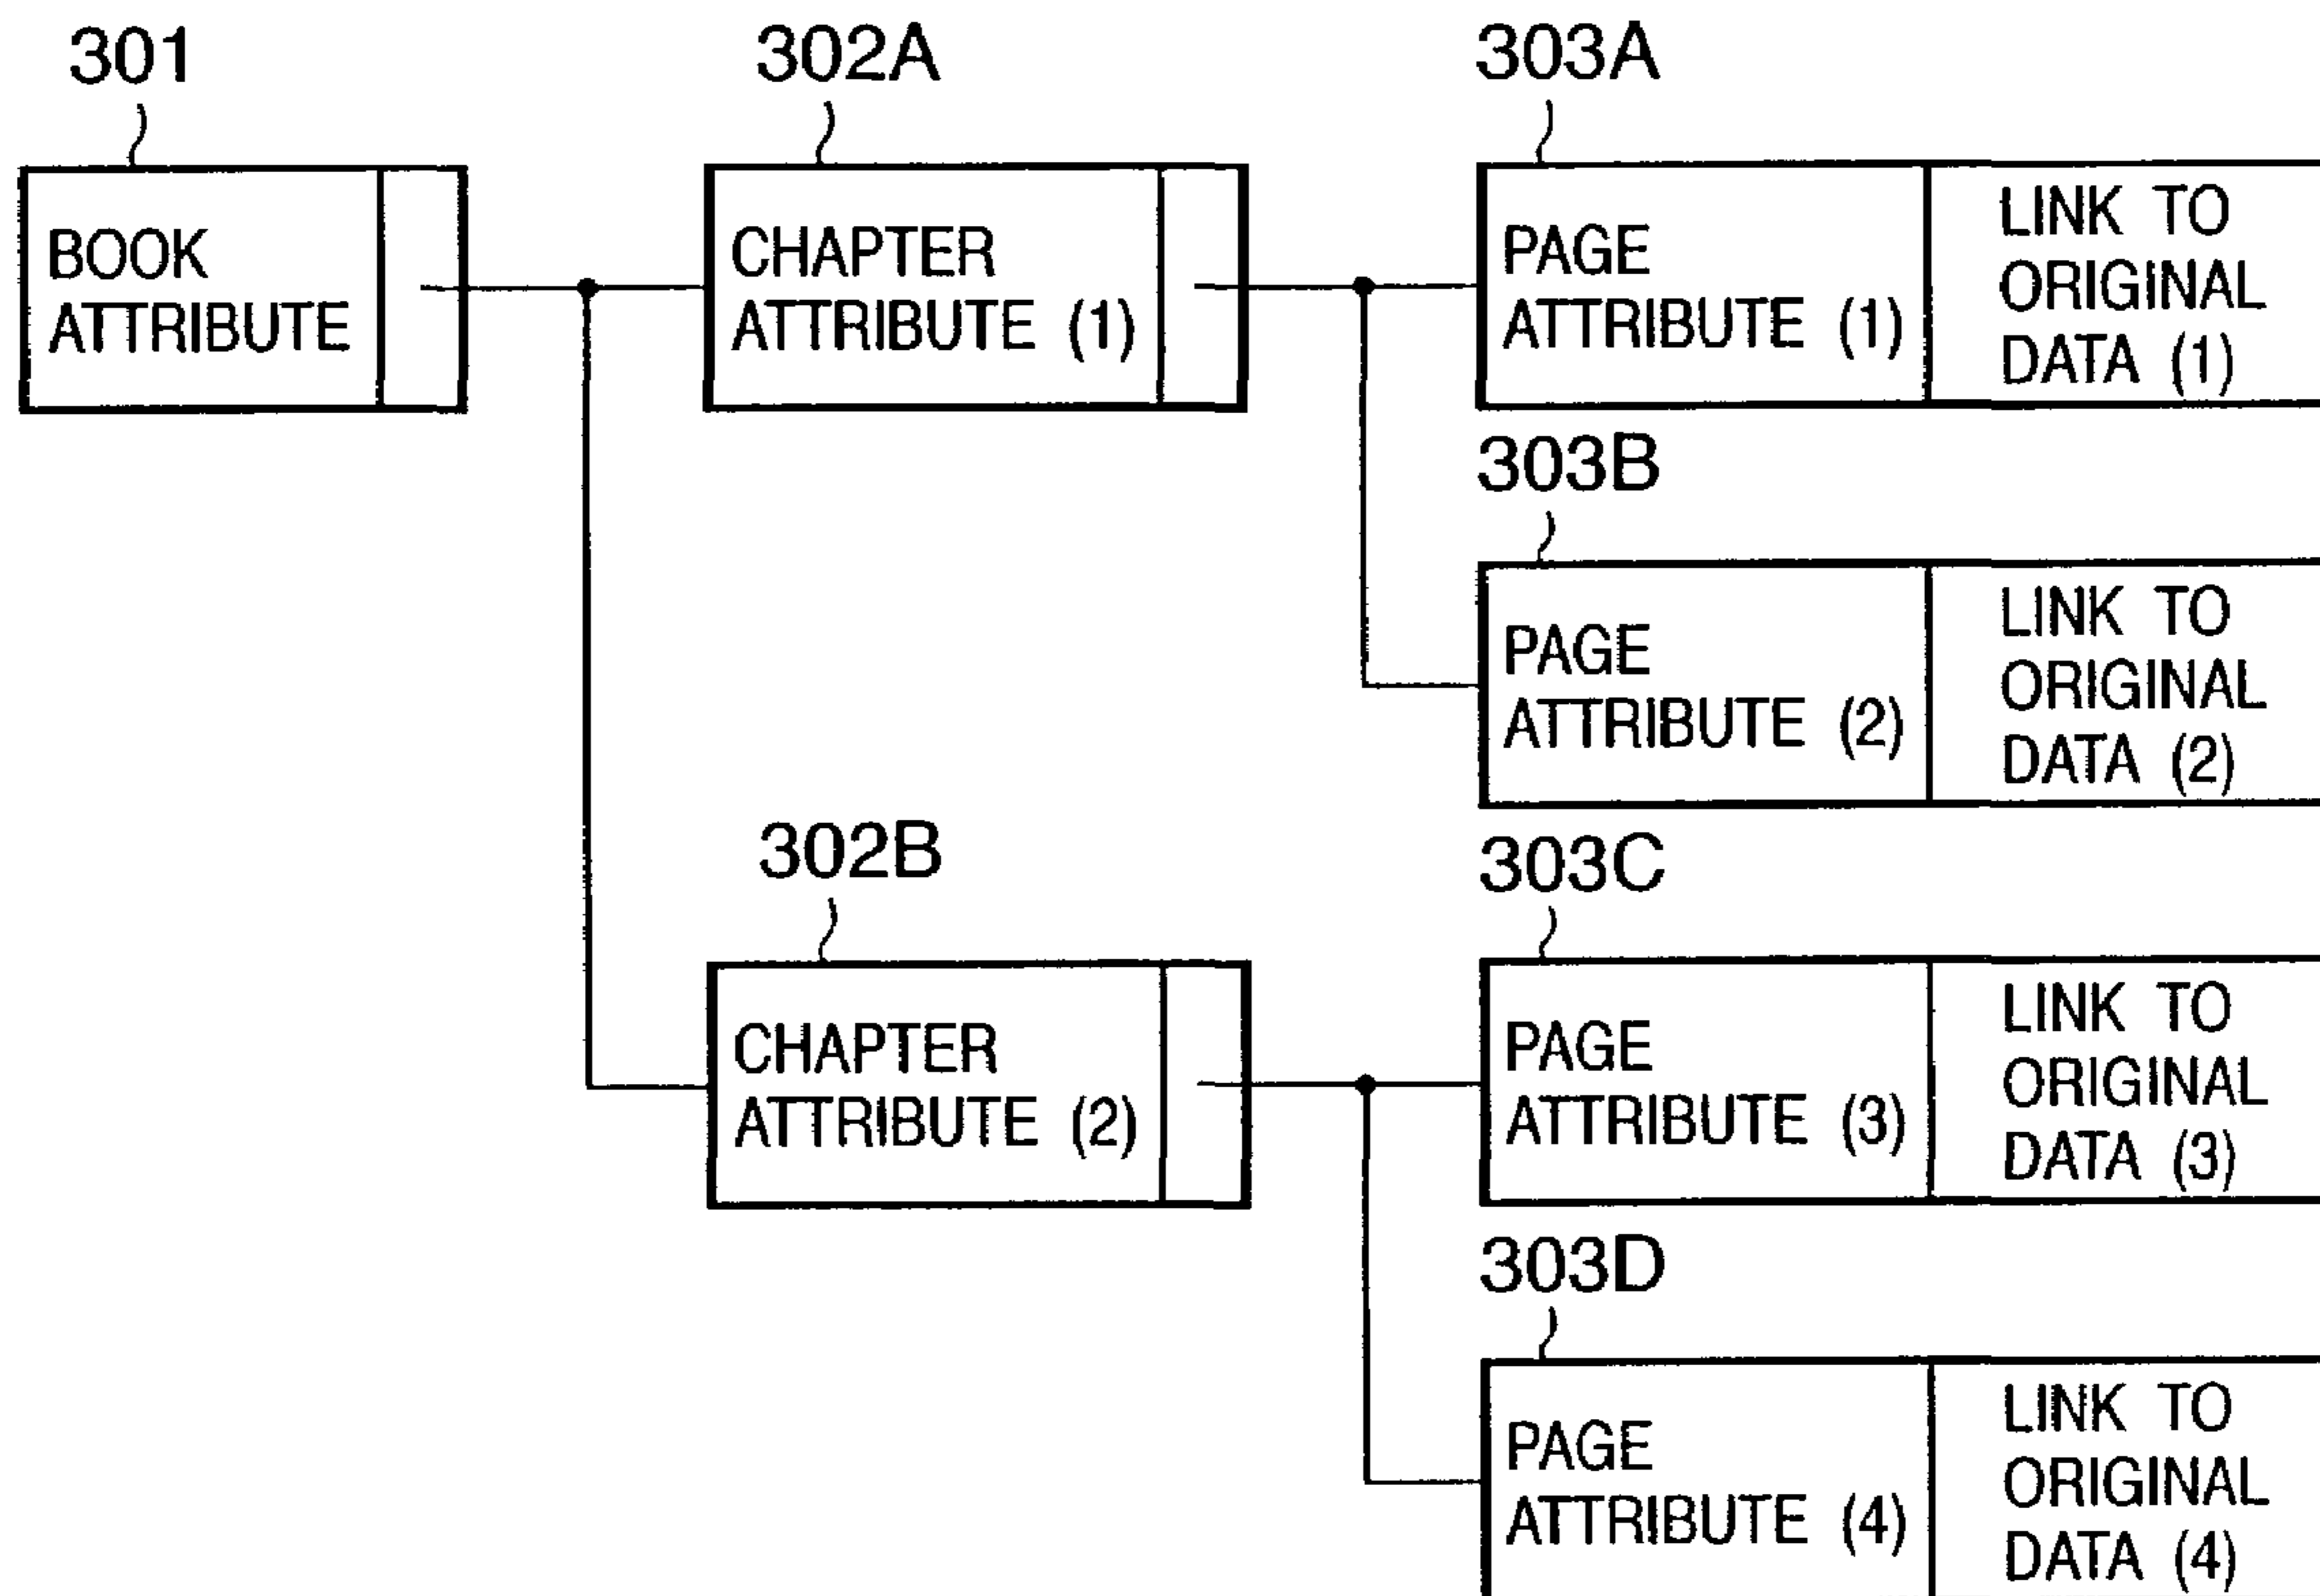 301
302A
303A
BOOK
ATTRIBUTE
CHAPTER
ATTRIBUTE (1)
PAGE
ATTRIBUTE (1)
LINK TO
ORIGINAL
DATA (1)
303B
PAGE
ATTRIBUTE (2)
LINK TO
ORIGINAL
DATA (2)
302B
303C
CHAPTER
ATTRIBUTE (2)
PAGE
ATTRIBUTE (3)
LINK TO
ORIGINAL
DATA (3)
303D
PAGE
ATTRIBUTE (4)
LINK TO
ORIGINAL
DATA (4)